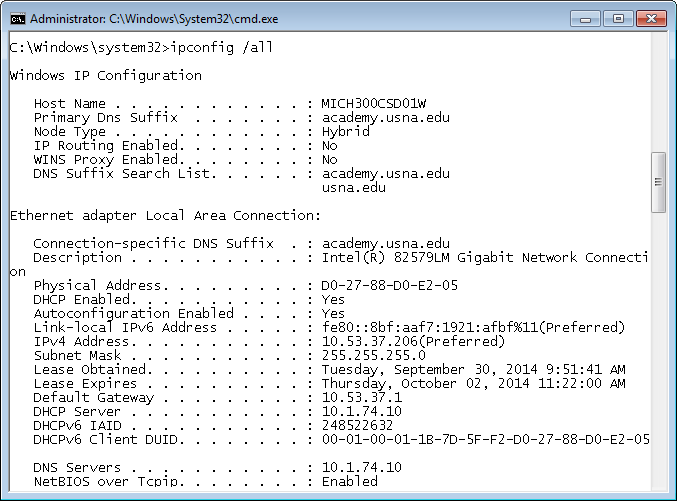 Administrator: C:\Windows\System32\cmd.exe
C:\Windows\system32>ipconfig /all
Windows IP Configuration
   Host Name . . . . . . . . . . . . : MICH300CSD01W
   Primary Dns Suffix  . . . . . . . : academy.usna.edu
   Node Type . . . . . . . . . . . . : Hybrid
   IP Routing Enabled. . . . . . . . : No
   WINS Proxy Enabled. . . . . . . . : No
   DNS Suffix Search List. . . . . . : academy.usna.edu
                                       usna.edu
Ethernet adapter Local Area Connection:
   Connection-specific DNS Suffix  . : academy.usna.edu
   Description . . . . . . . . . . . : Intel(R) 82579LM Gigabit Network Connecti
on
   Physical Address. . . . . . . . . : D0-27-88-D0-E2-05
   DHCP Enabled. . . . . . . . . . . : Yes
   Autoconfiguration Enabled . . . . : Yes
   Link-local IPv6 Address . . . . . : fe80::8bf:aaf7:1921:afbf%11(Preferred)
   IPv4 Address. . . . . . . . . . . : 10.53.37.206(Preferred)
   Subnet Mask . . . . . . . . . . . : 255.255.255.0
   Lease Obtained. . . . . . . . . . : Tuesday, September 30, 2014 9:51:41 AM
   Lease Expires . . . . . . . . . . : Thursday, October 02, 2014 11:22:00 AM
   Default Gateway . . . . . . . . . : 10.53.37.1
   DHCP Server . . . . . . . . . . . : 10.1.74.10
   DHCPv6 IAID . . . . . . . . . . . : 248522632
   DHCPv6 Client DUID. . . . . . . . : 00-01-00-01-1B-7D-5F-F2-D0-27-88-D0-E2-05
   DNS Servers . . . . . . . . . . . : 10.1.74.10
   NetBIOS over Tcpip. . . . . . . . : Enabled